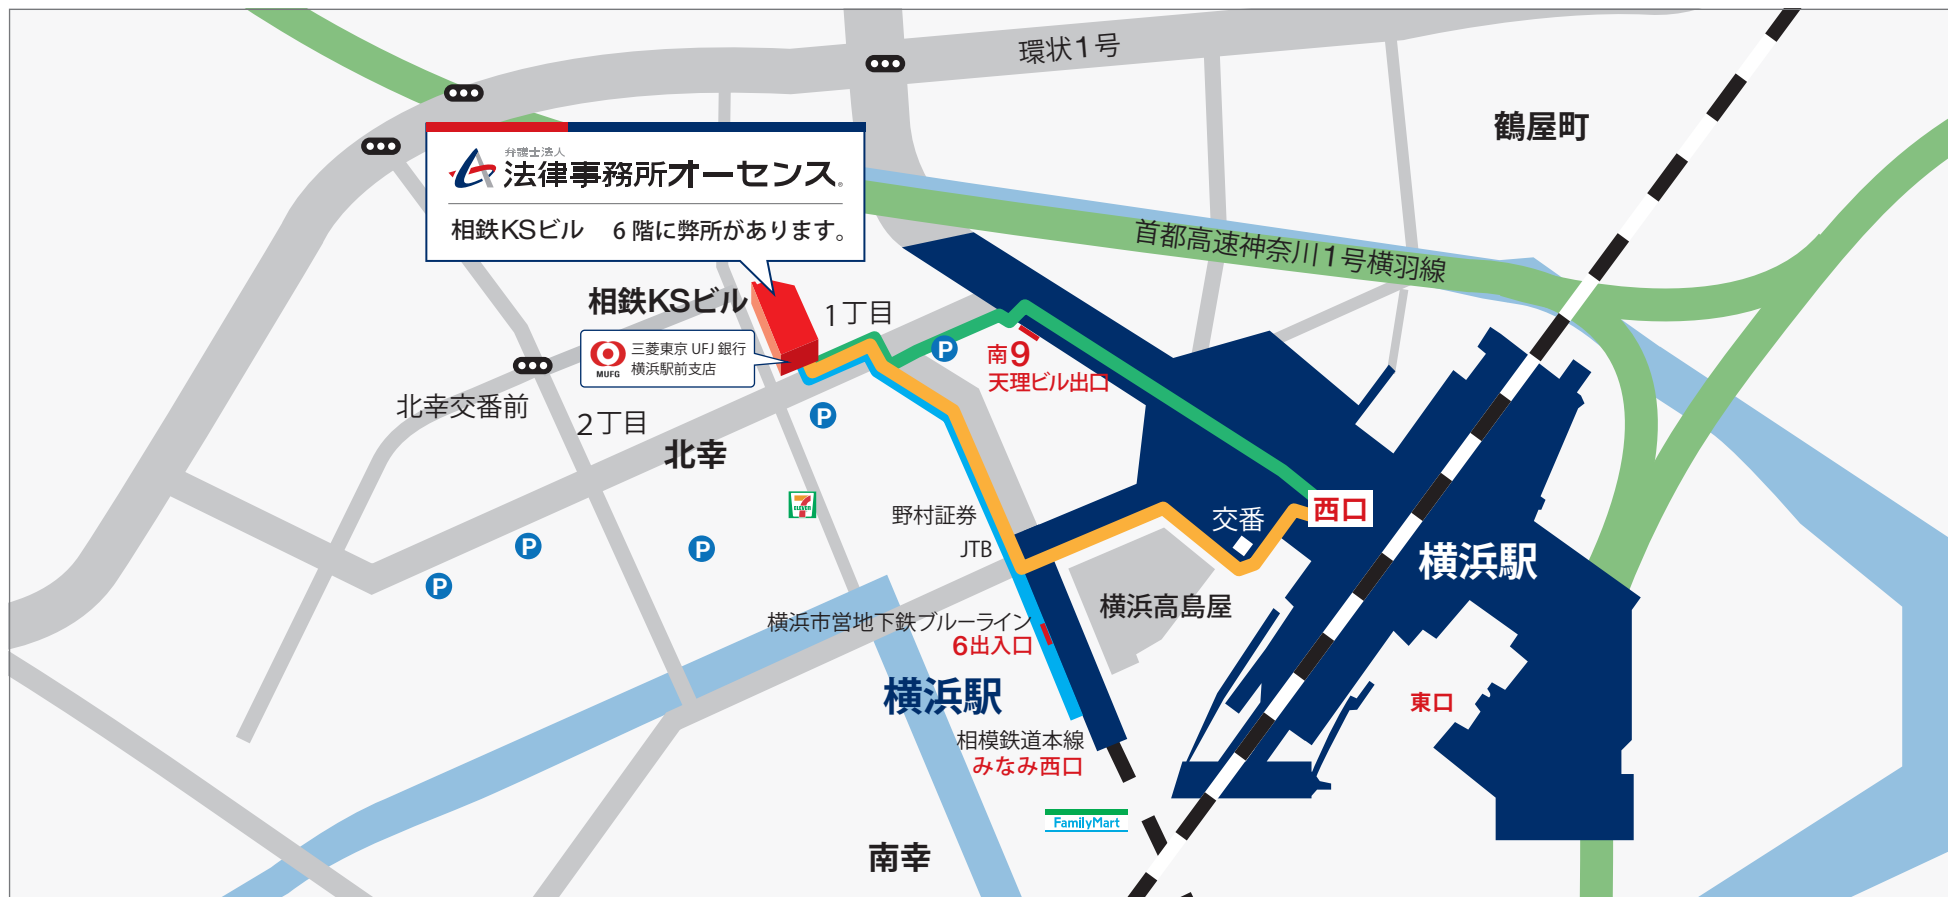 環状1号
鶴屋町
弁護士法人
法律事務所オーセンス®
相鉄KSビル 6階に弊所があります。
首都高速神奈川1号横羽線
相鉄KSビル
1丁目
三菱東京UFJ銀行
横浜駅前支店
MUFG
P
南9
天理ビル出口
北幸交番前
2丁目
P
北幸
7
ELEVEN
野村証券
交番
西口
JTB
P
P
P
横浜駅
横浜高島屋
横浜市営地下鉄ブルーライン
6出入口
横浜駅
東口
相模鉄道本線
みなみ西口
FamilyMart
南幸